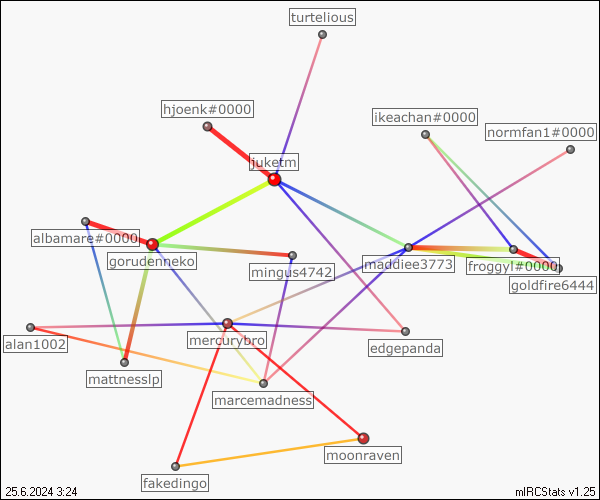 turtelious
hjoenk#0000
ikeachan#0000
normfan1#0000
juketm
albamare#0000
gorudenneko
mingus4742
maddiee3773
froggyl#0000
goldfire6444
alan1002
mercurybro
edgepanda
mattnesslp
marcemadness
moonraven
fakedingo
25.6.2024 3:24
mIRCStats v1.25